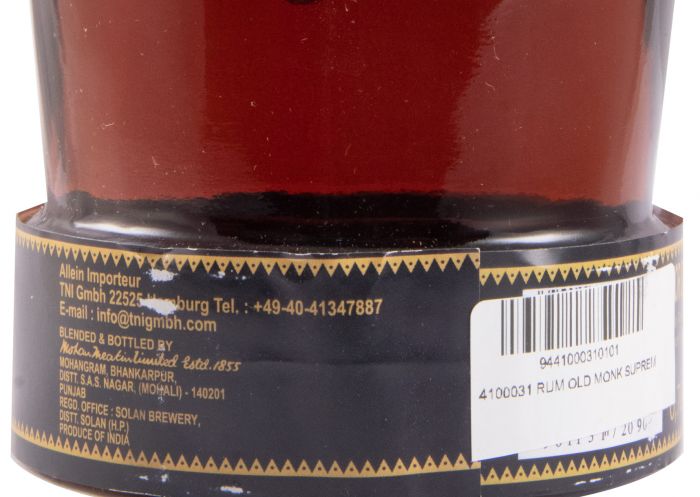 Allein Importeur
TNI Gmbh 22525 Hamburg Tel. : +49-40-41347887
E-mail : info@tnigmbh.com
BLENDED & BOTTLED BY
Mohan Meakin Limited Estd. 1855
MOHANGRAM, BHANKARPUR,
DISTT. S.A.S. NAGAR, (MOHALI) - 140201
PUNJAB
REGD. OFFICE : SOLAN BREWERY,
DISTT. SOLAN (H.P.)
PRODUCE OF INDIA
9441000310101
4100031 RUM OLD MONK SUPREM